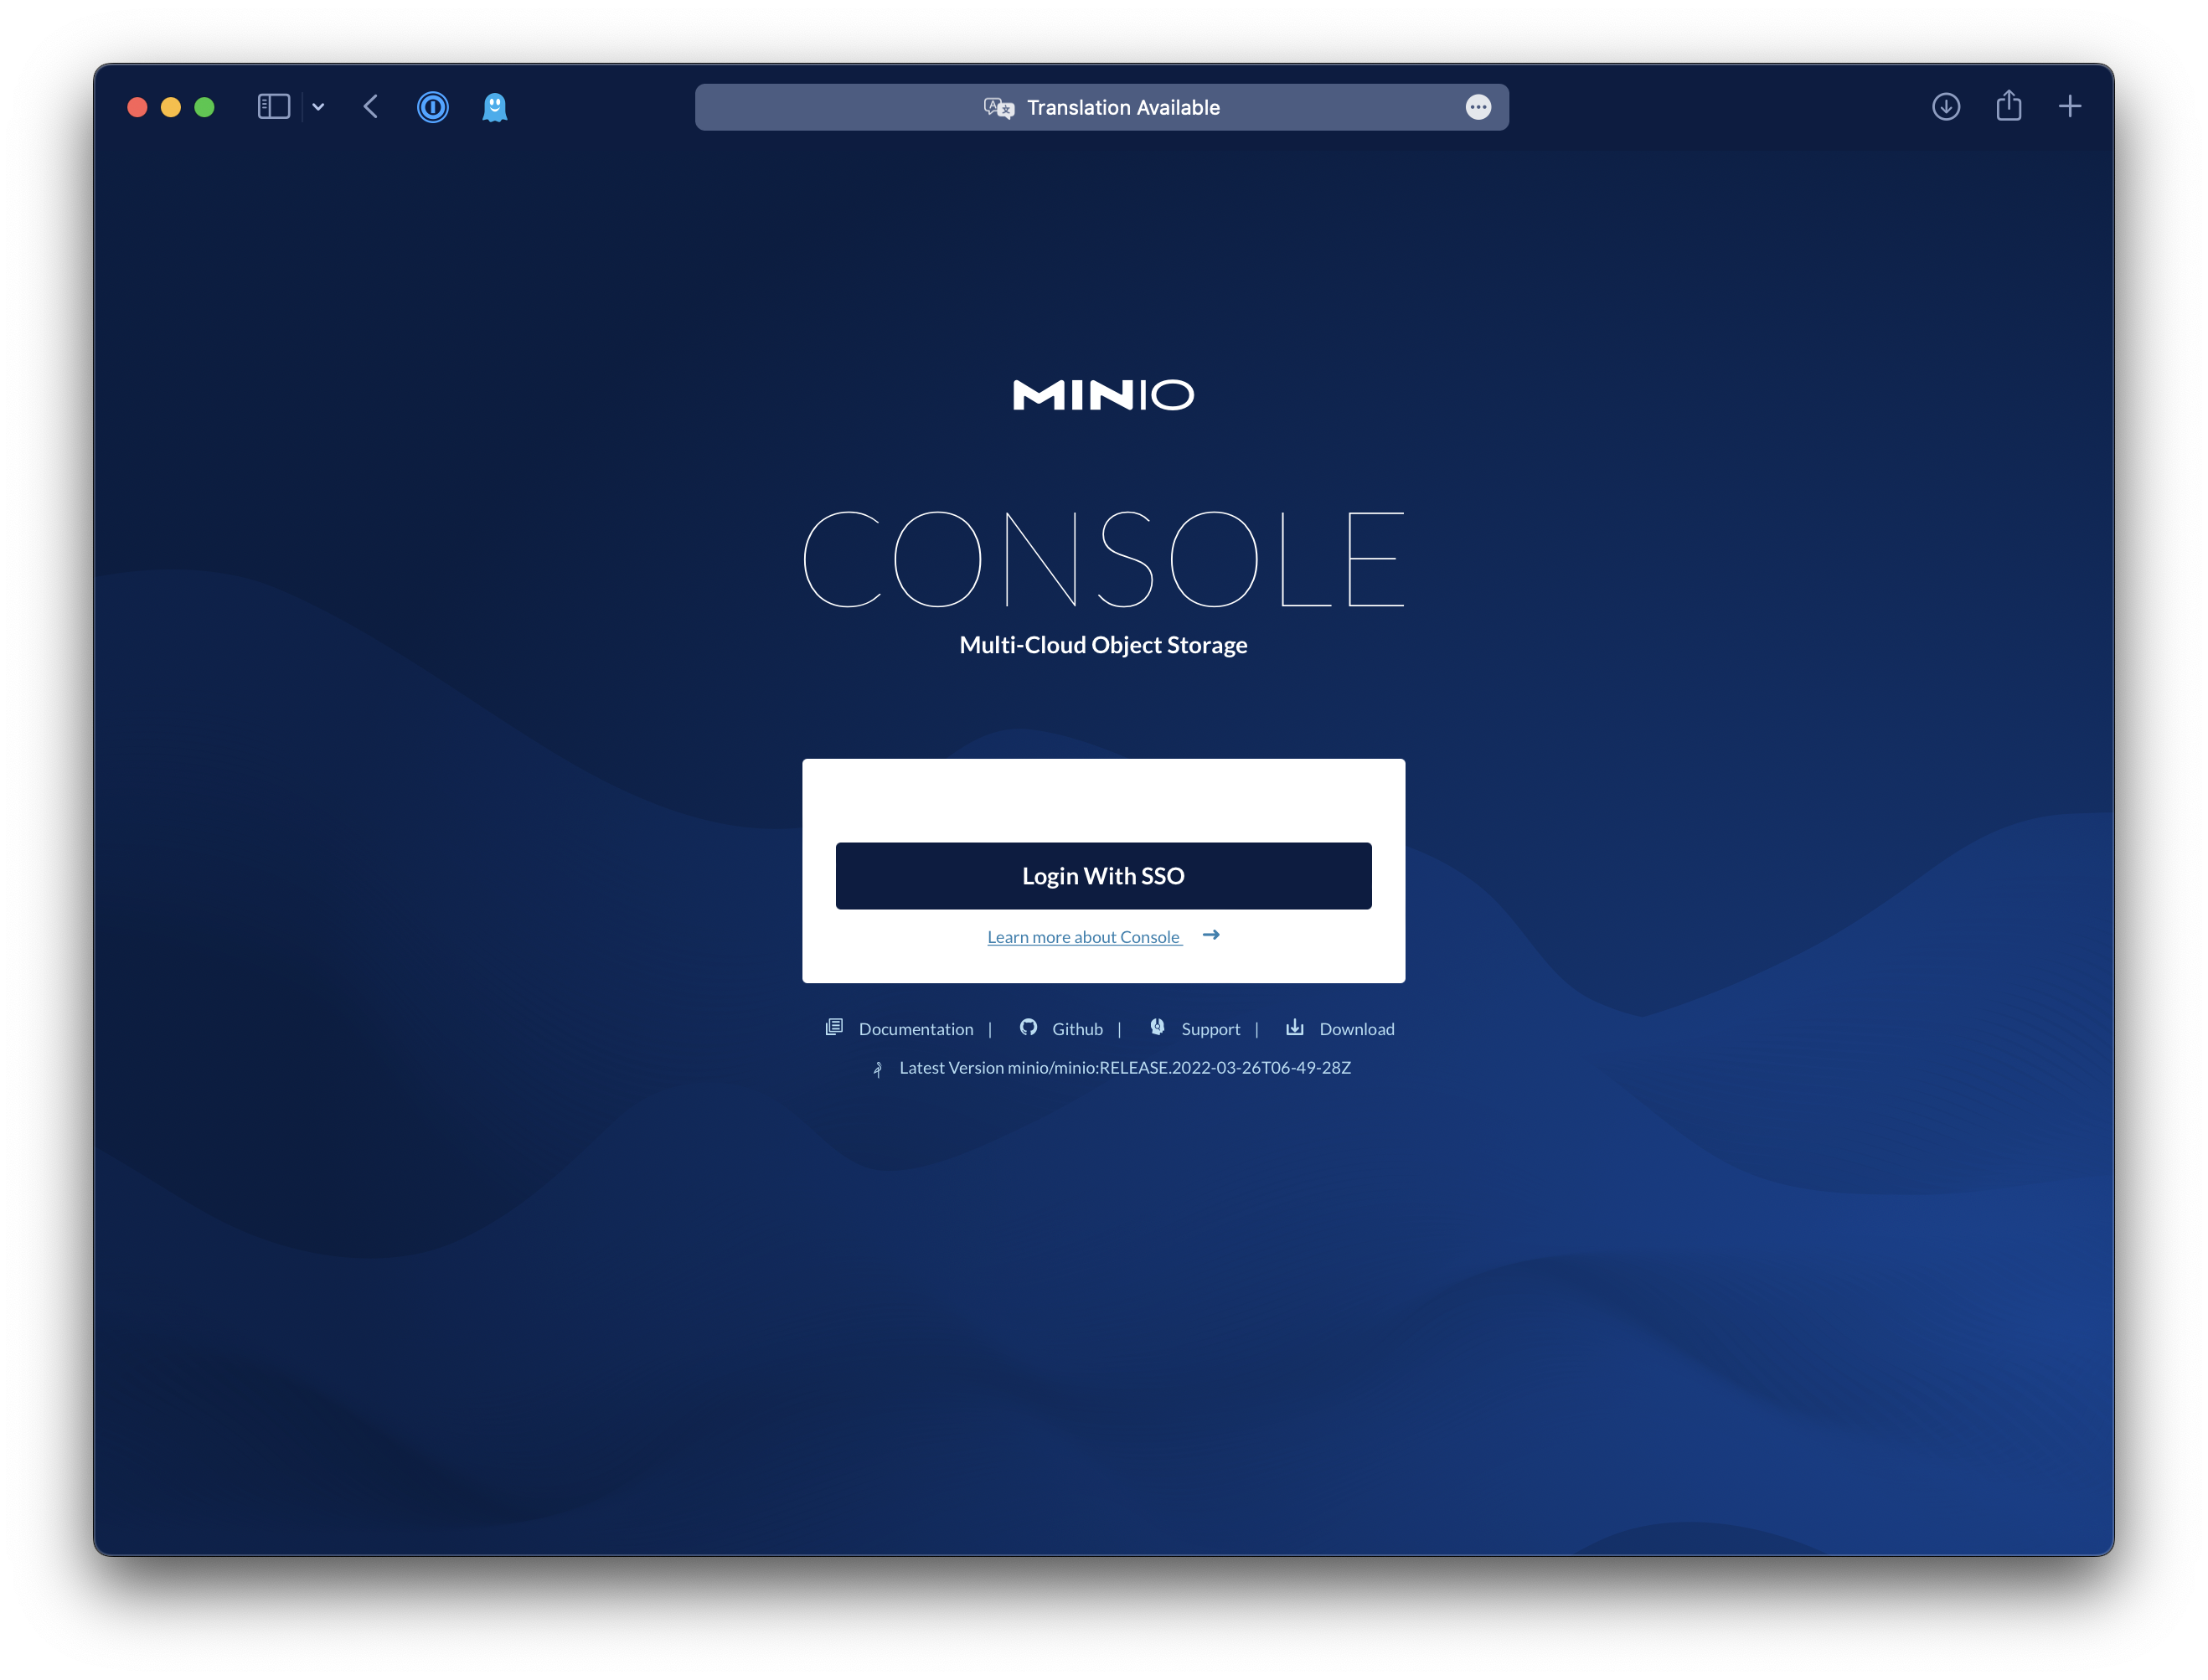 Translation Available
MINIO
CONSOLE
Multi-Cloud Object Storage
Login With SSO
Learn more about Console
Documentation | Github | Support | Download
Latest Version minio/minio:RELEASE.2022-03-26T06-49-28Z